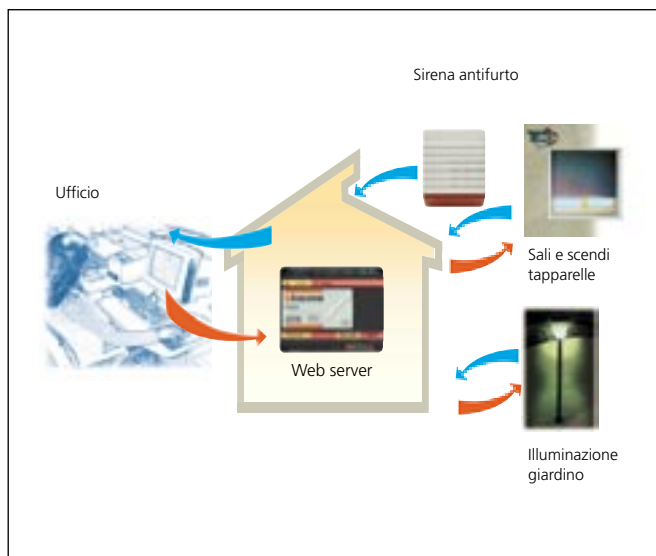 Sirena antifurto
Ufficio
Sali e scendi
tapparelle
Web server
Illuminazione
giardino